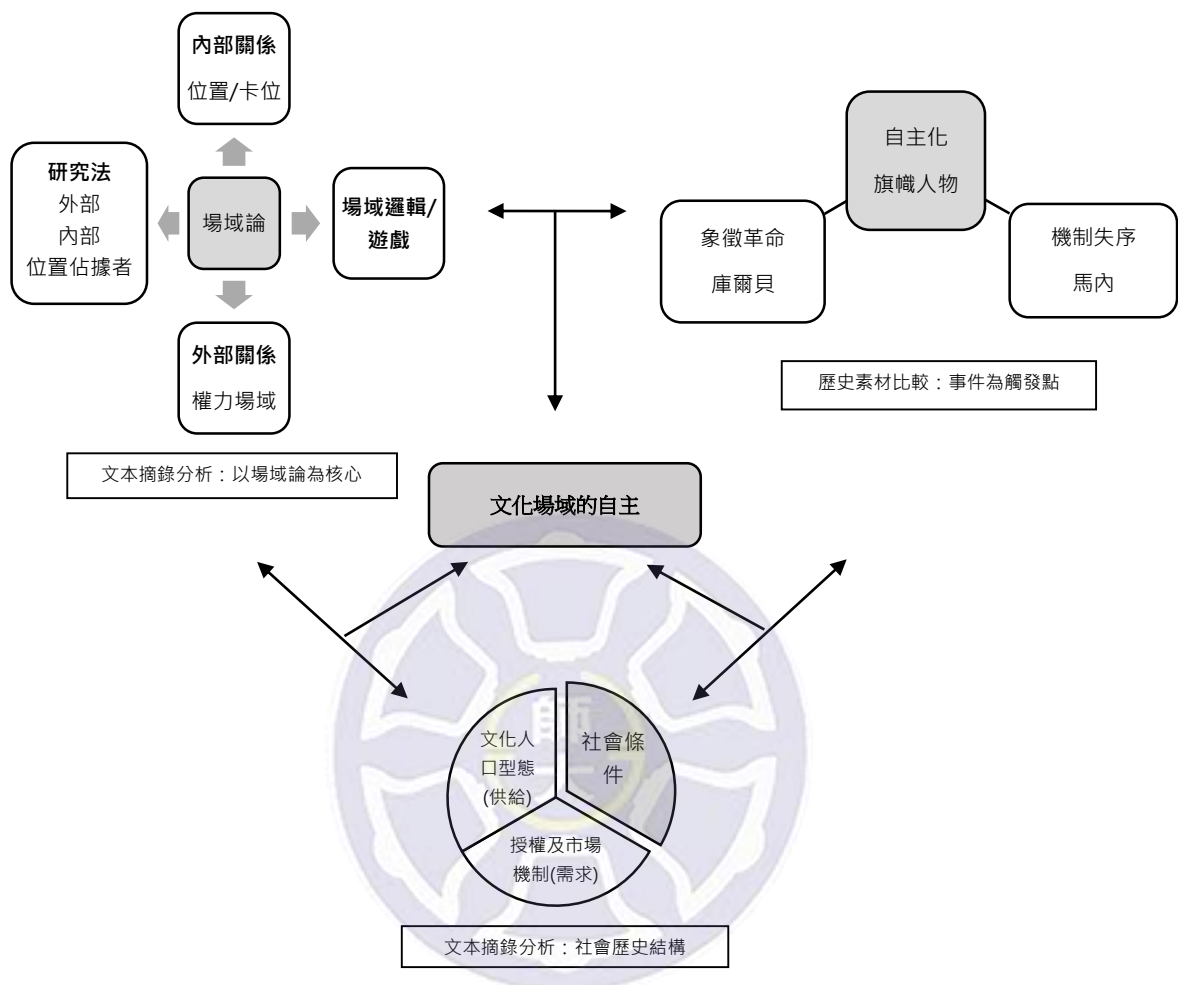 內部關係
位置/卡位
研究法
外部
內部
位置佔據者
場域論
場域邏輯/
遊戲
外部關係
權力場域
文本摘錄分析：以場域論為核心
自主化
旗幟人物
象徵革命
庫爾貝
機制失序
馬內
歷史素材比較：事件為觸發點
文化場域的自主
文化人
口型態
(供給)
社會條
件
授權及市場
機制(需求)
文本摘錄分析：社會歷史結構
師